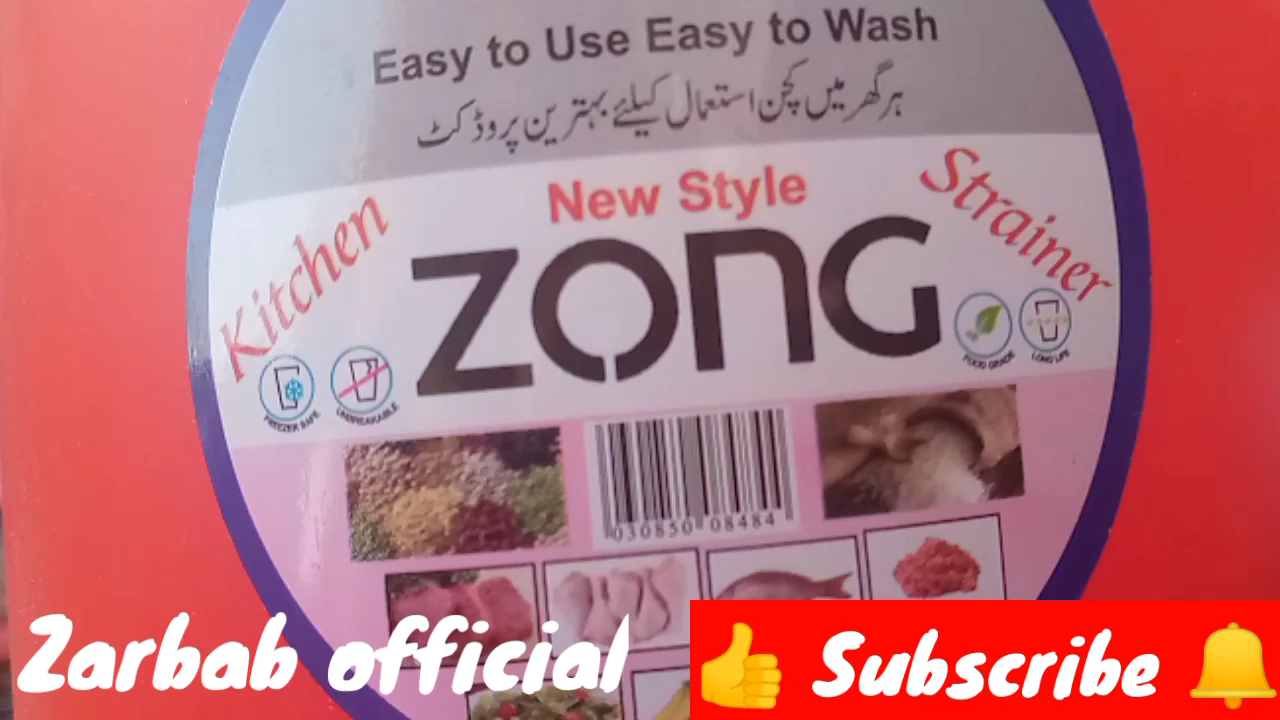 Easy to Use Easy to Wash
ہر گھر میں کچن استعمال کیلئے بہترین پروڈکٹ
New Style
Kitchen
ZONG
Strainer
FREEZER SAFE
UNBREAKABLE
FOOD GRADE
LONG LIFE
030850 08484
Zarbab official
Subscribe